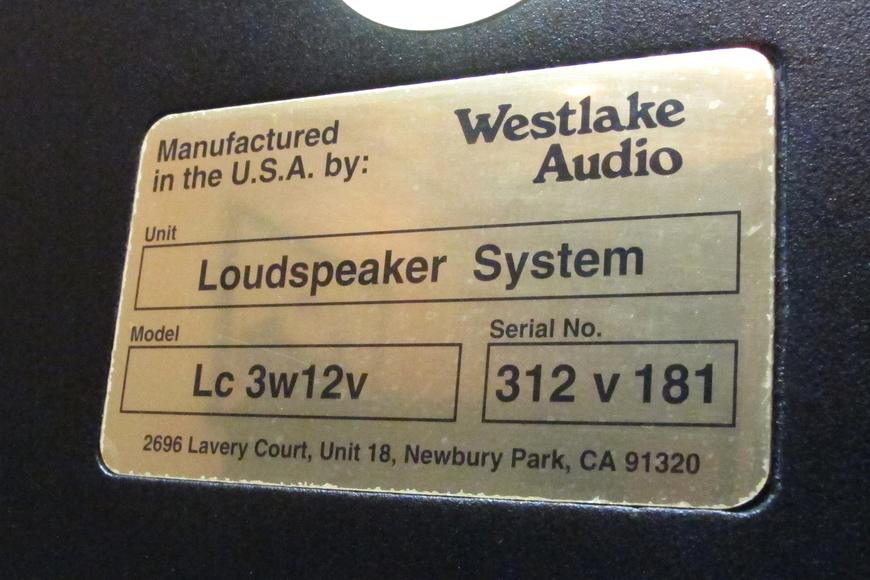 Manufactured
in the U.S.A. by:
Westlake
Audio
Unit
Loudspeaker System
Model
Lc 3w12v
Serial No.
312 v 181
2696 Lavery Court, Unit 18, Newbury Park, CA 91320